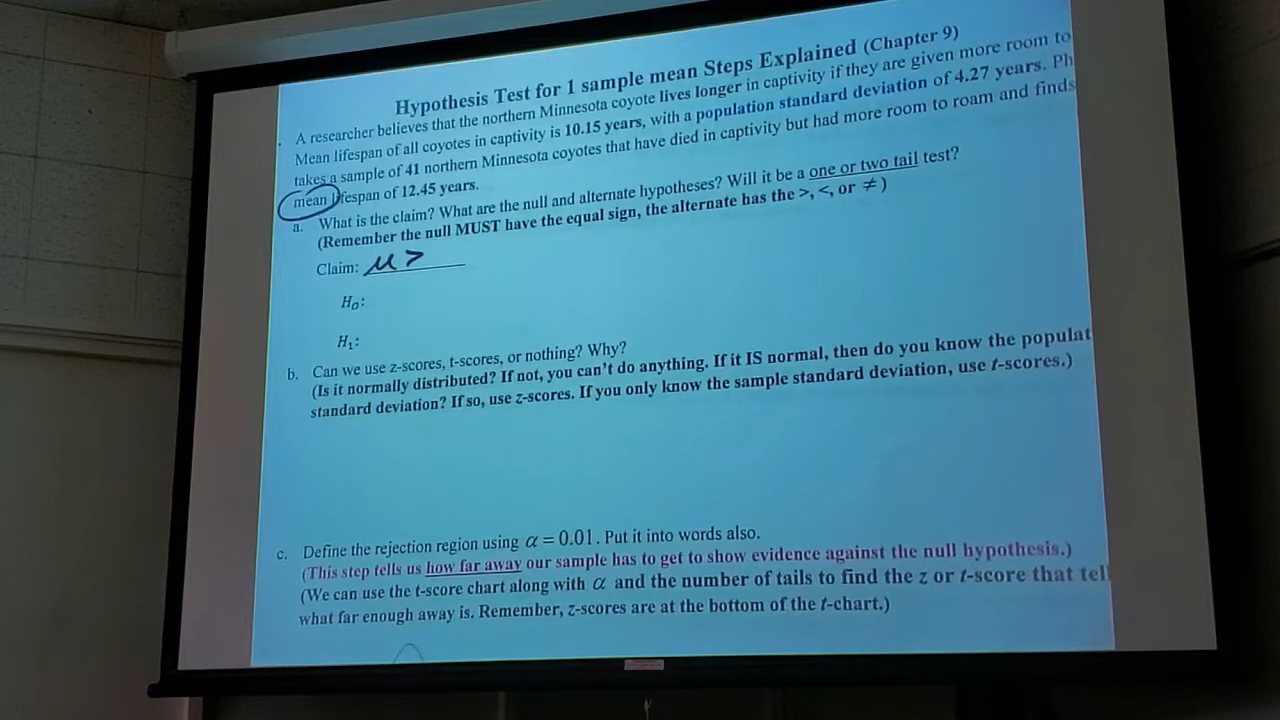 Hypothesis Test for 1 sample mean Steps Explained (Chapter 9)
A researcher believes that the northern Minnesota coyote lives longer in captivity if they are given more room to
Mean lifespan of all coyotes in captivity is 10.15 years, with a population standard deviation of 4.27 years. Ph
takes a sample of 41 northern Minnesota coyotes that have died in captivity but had more room to roam and finds
mean lifespan of 12.45 years.
a. What is the claim? What are the null and alternate hypotheses? Will it be a one or two tail test?
(Remember the null MUST have the equal sign, the alternate has the >, <, or ≠)
Claim: μ >
H₀:
H₁:
b. Can we use z-scores, t-scores, or nothing? Why?
(Is it normally distributed? If not, you can't do anything. If it IS normal, then do you know the populat
standard deviation? If so, use z-scores. If you only know the sample standard deviation, use t-scores.)
c. Define the rejection region using α = 0.01. Put it into words also.
(This step tells us how far away our sample has to get to show evidence against the null hypothesis.)
(We can use the t-score chart along with α and the number of tails to find the z or t-score that tell
what far enough away is. Remember, z-scores are at the bottom of the t-chart.)